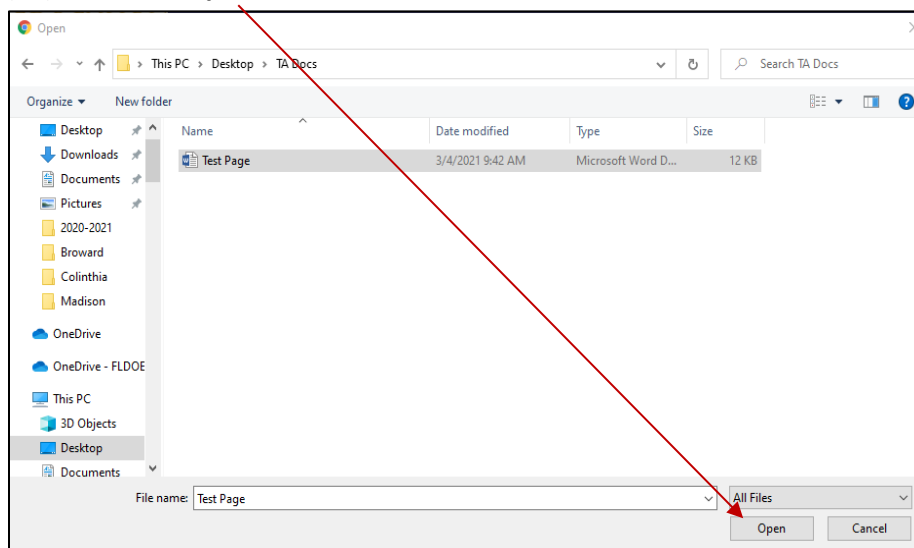 Open
This PC > Desktop > TA Docs
Search TA Docs
Organize New folder
Name Date modified Type Size
Test Page 3/4/2021 9:42 AM Microsoft Word D... 12 KB
Desktop
Downloads
Documents
Pictures
2020-2021
Broward
Colinthia
Madison
OneDrive
OneDrive - FLDOE
This PC
3D Objects
Desktop
Documents
File name: Test Page All Files
Open Cancel